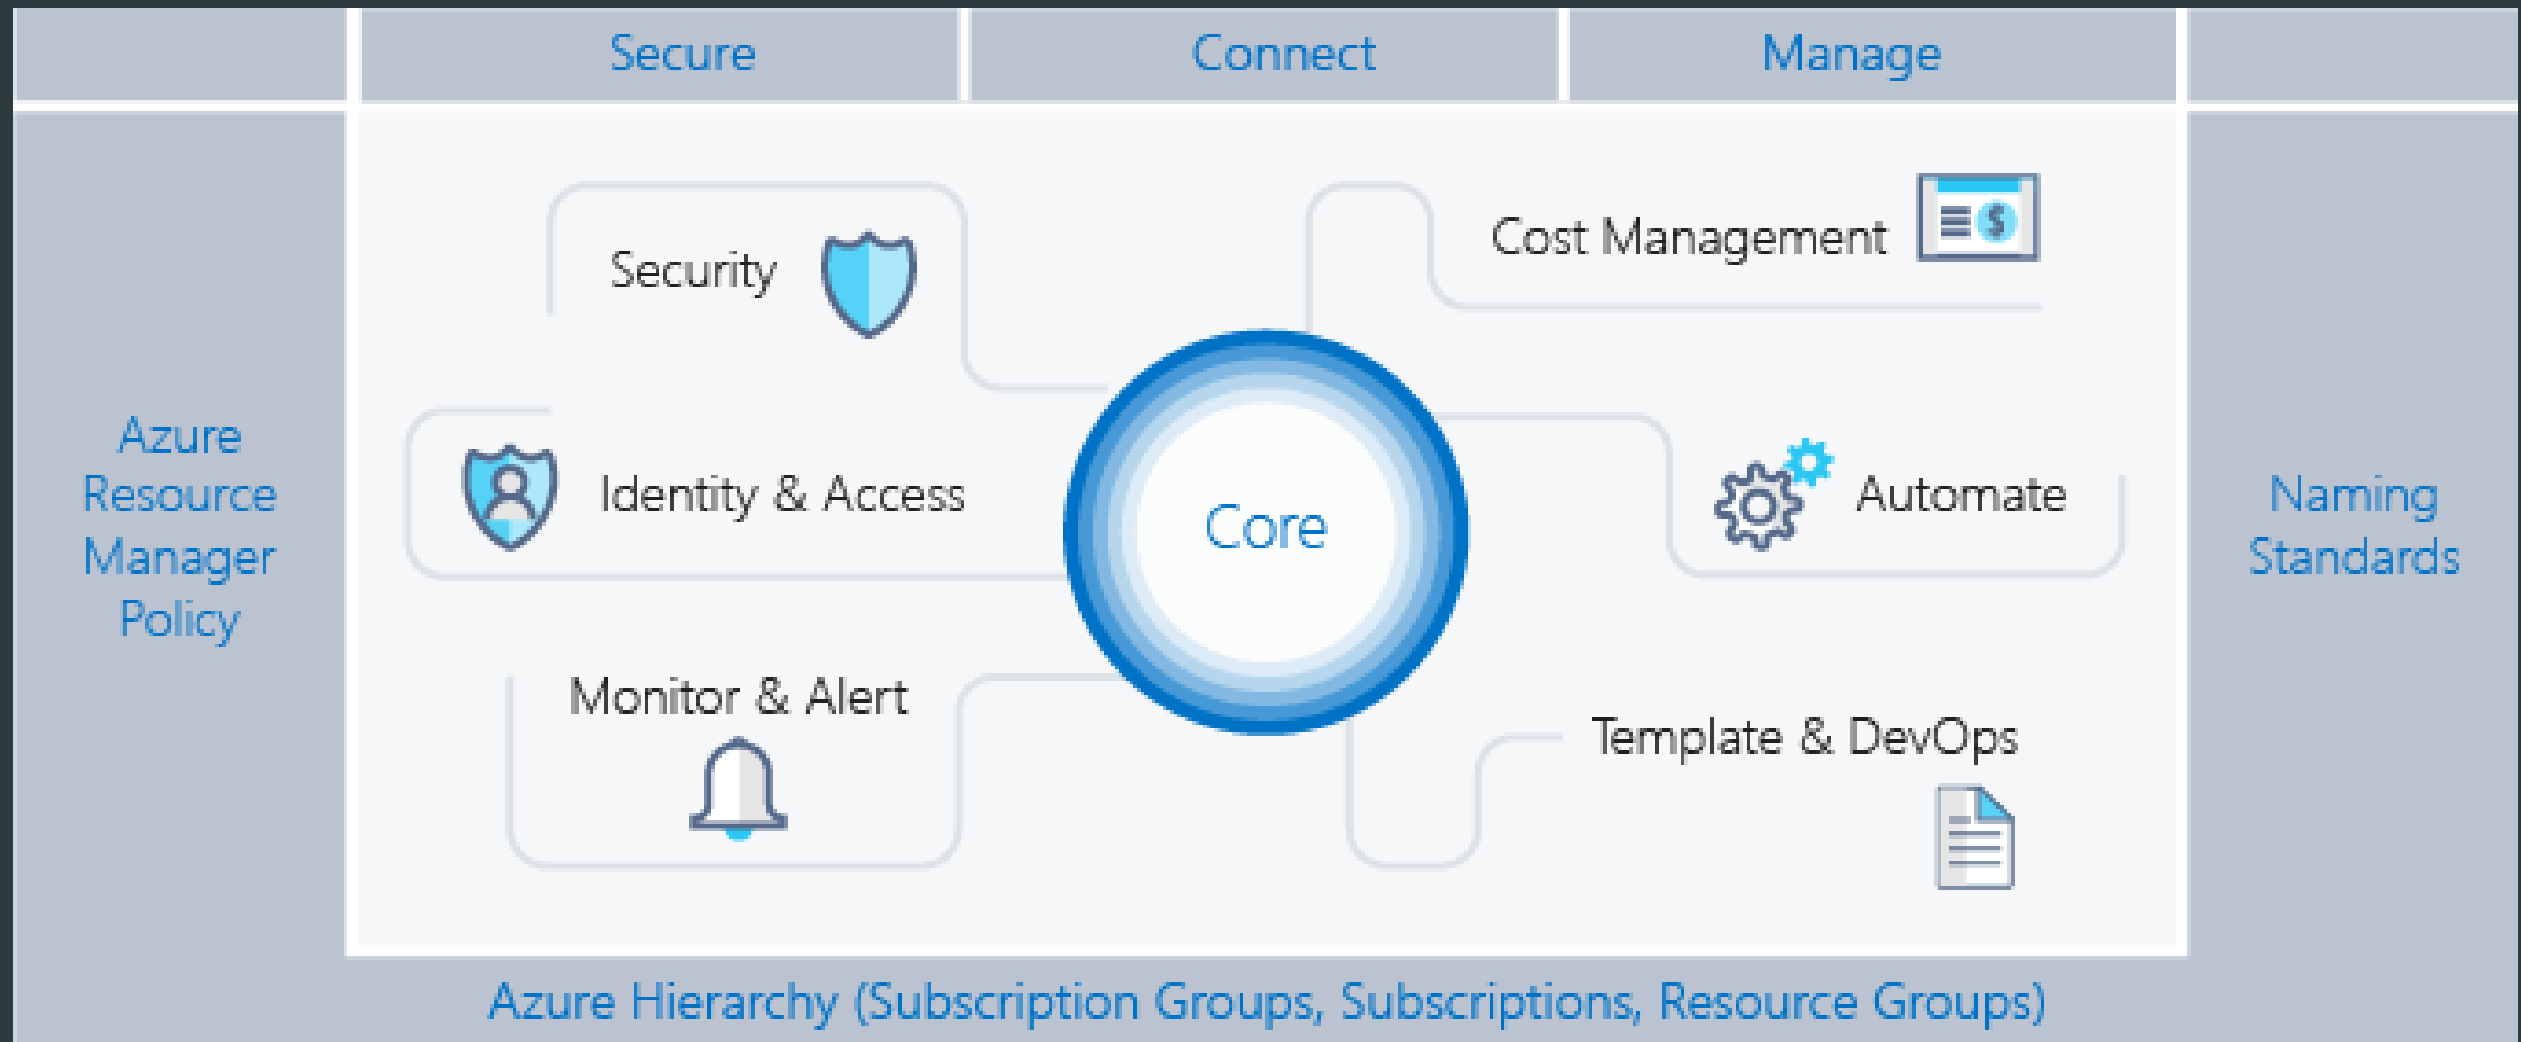 Secure
Connect
Manage
Security
Cost Management
$
Azure
Resource
Manager
Policy
Identity & Access
Core
Automate
Naming
Standards
Monitor & Alert
Template & DevOps
Azure Hierarchy (Subscription Groups, Subscriptions, Resource Groups)